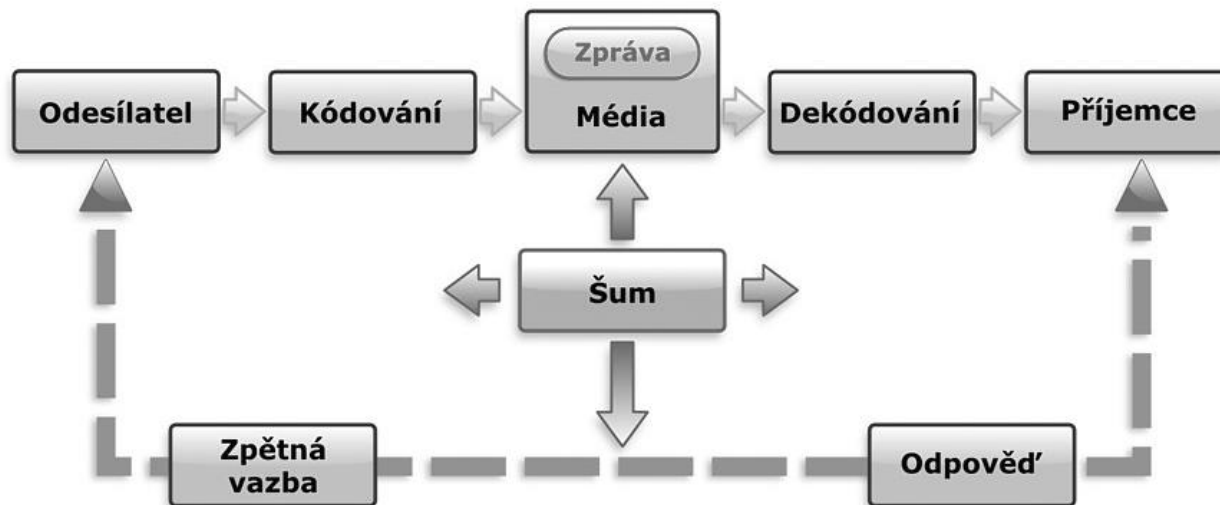 Zpráva
Odesílatel
Kódování
Média
Dekódování
Příjemce
Šum
Zpětná
vazba
Odpověď